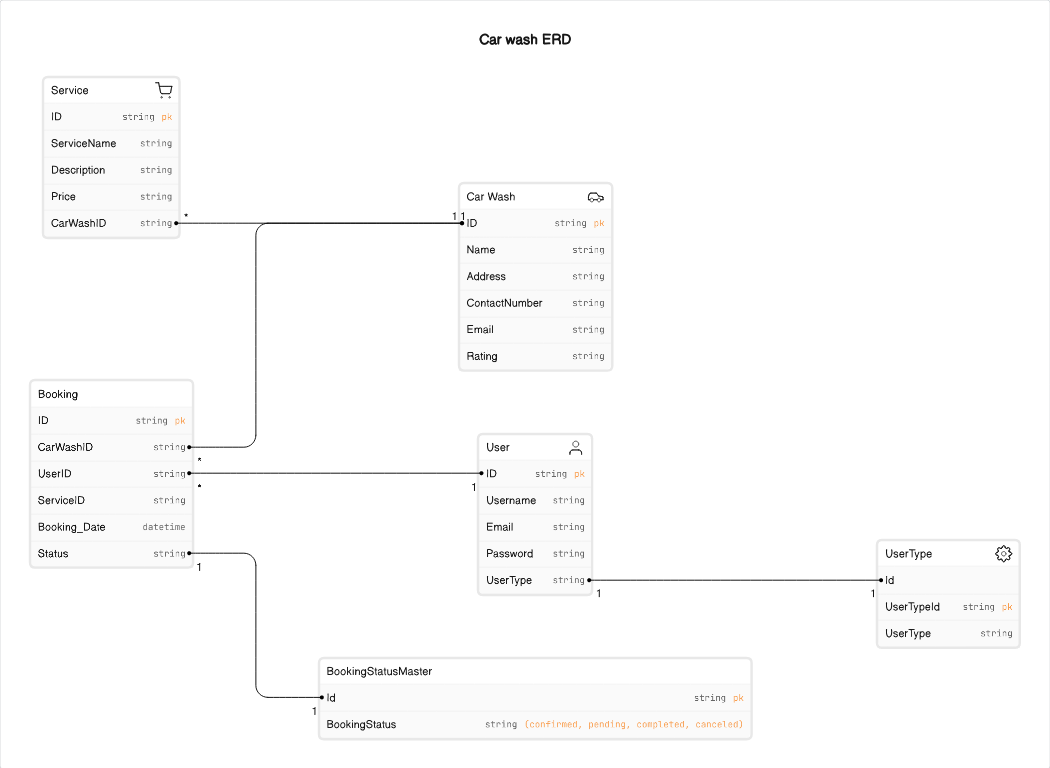 Car wash ERD
Service
ID string pk
ServiceName string
Description string
Price string
CarWashID string
*
1 1
Car Wash
ID string pk
Name string
Address string
ContactNumber string
Email string
Rating string
Booking
ID string pk
CarWashID string
*
UserID string
*
ServiceID string
Booking_Date datetime
Status string
1
User
1
ID string pk
Username string
Email string
Password string
UserType string
1
UserType
1
Id
UserTypeId string pk
UserType string
BookingStatusMaster
1
Id string pk
BookingStatus string {confirmed, pending, completed, canceled)